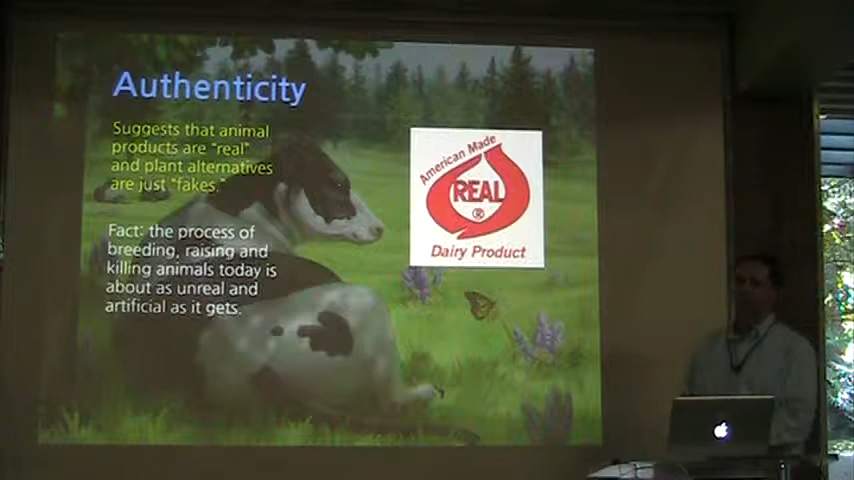 Authenticity
Suggests that animal
products are "real"
and plant alternatives
are just "fakes."
Fact: the process of
breeding, raising and
killing animals today is
about as unreal and
artificial as it gets.
American Made
REAL
®
Dairy Product